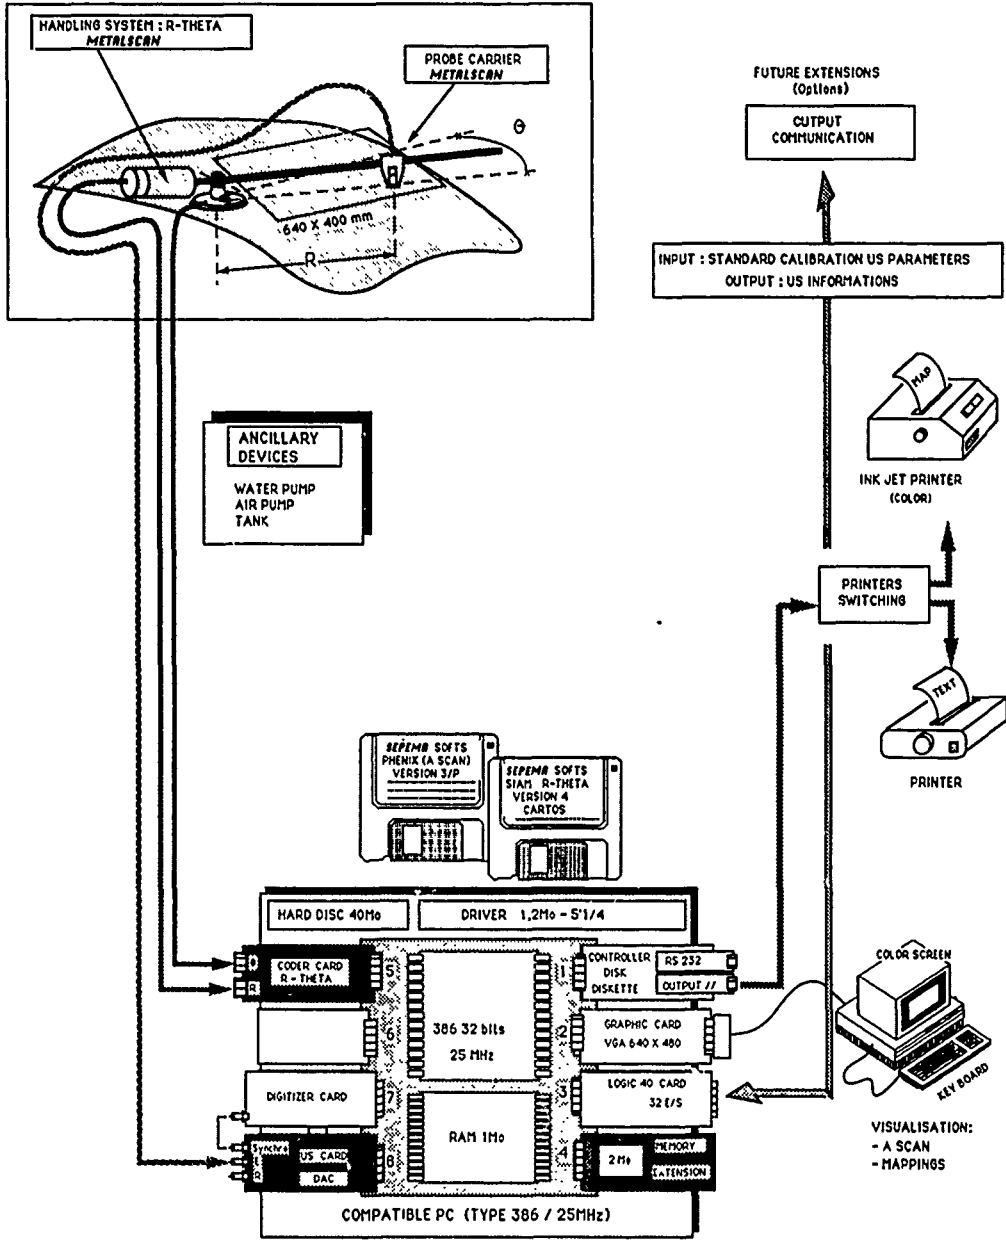 HANDLING SYSTEM : R-THETA
METALSCAN
PROBE CARRIER
METALSCAN
θ
640 X 400 mm
R
FUTURE EXTENSIONS
(Options)
OUTPUT
COMMUNICATION
INPUT : STANDARD CALIBRATION US PARAMETERS
OUTPUT : US INFORMATIONS
MAP
INK JET PRINTER
(COLOR)
ANCILLARY
DEVICES
WATER PUMP
AIR PUMP
TANK
PRINTERS
SWITCHING
TEXT
PRINTER
SEPEMA SOFTS
PHENIX (A SCAN)
VERSION 3/P
SEPEMA SOFTS
SIAM R-THETA
VERSION 4
CARTOS
HARD DISC 40Mo
DRIVER 1,2Mo - 5'1/4
CODER CARD
R - THETA
R
5
1
CONTROLLER
DISK
DISKETTE
RS 232
OUTPUT //
6
386 32 bits
25 MHz
2
GRAPHIC CARD
VGA 640 X 480
DIGITIZER CARD
7
3
LOGIC 40 CARD
32 E/S
RAM 1Mo
Synchro
E
R
US CARD
DAC
8
4
2 Mo
MEMORY
EXTENSION
COMPATIBLE PC (TYPE 386 / 25MHz)
COLOR SCREEN
KEY BOARD
VISUALISATION:
- A SCAN
- MAPPINGS